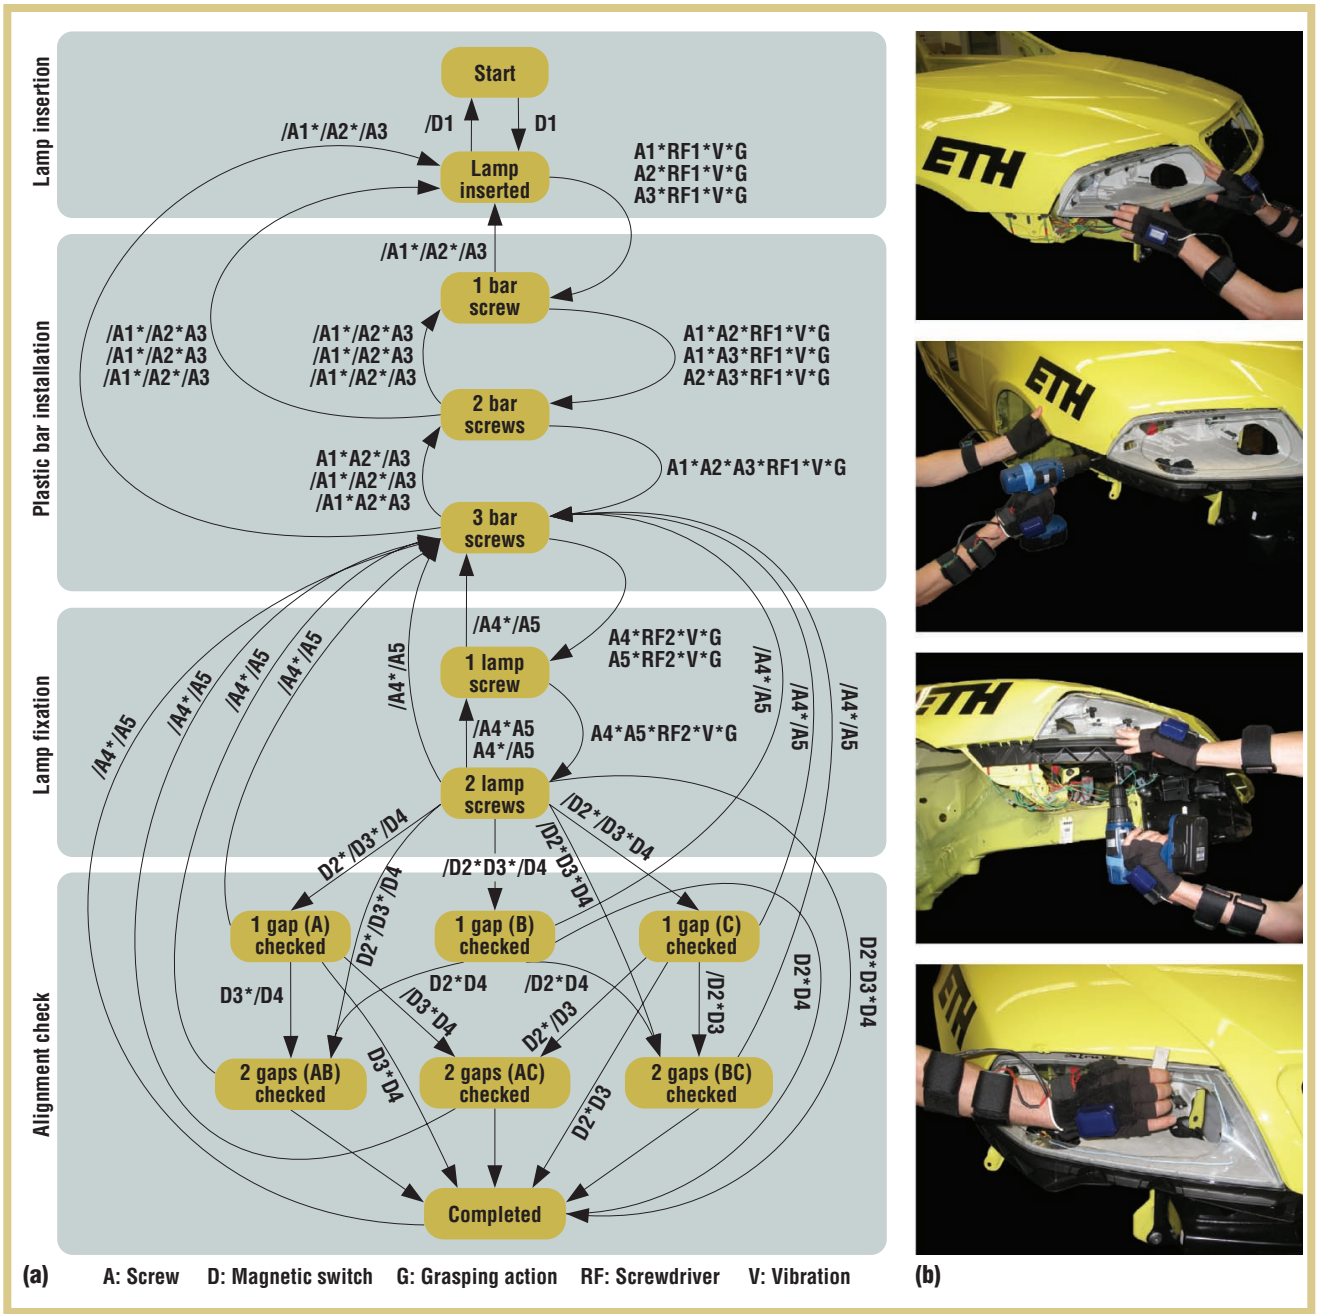 Lamp insertion
Start
/D1
D1
/A1*/A2*/A3
Lamp
inserted
A1*RF1*V*G
A2*RF1*V*G
A3*RF1*V*G
Plastic bar installation
/A1*/A2*/A3
1 bar
screw
/A1*/A2*A3
/A1*/A2*/A3
/A1*/A2*/A3
/A1*/A2*A3
/A1*/A2*A3
/A1*/A2*/A3
A1*A2*RF1*V*G
A1*A3*RF1*V*G
A2*A3*RF1*V*G
2 bar
screws
A1*A2*/A3
/A1*/A2*/A3
/A1*A2*A3
A1*A2*A3*RF1*V*G
3 bar
screws
Lamp fixation
/A4*/A5
/A4*/A5
/A4*/A5
/A4*/A5
/A4*/A5
/A4*/A5
A4*RF2*V*G
A5*RF2*V*G
/A4*/A5
/A4*/A5
/A4*/A5
1 lamp
screw
/A4*A5
A4*/A5
A4*A5*RF2*V*G
2 lamp
screws
D2*/D3*/D4
D2*/D3*/D4
/D2*D3*/D4
/D2*D3*D4
/D2*/D3*D4
D2*D3*D4
Alignment check
1 gap (A)
checked
1 gap (B)
checked
1 gap (C)
checked
D3*/D4
/D3*D4
D2*D4
/D2*D4
D2*/D3
/D2*D3
D2*D4
D3*D4
D2*D3
2 gaps (AB)
checked
2 gaps (AC)
checked
2 gaps (BC)
checked
Completed
(a)
A: Screw D: Magnetic switch G: Grasping action RF: Screwdriver V: Vibration
ETH
ETH
ETH
ETH
(b)